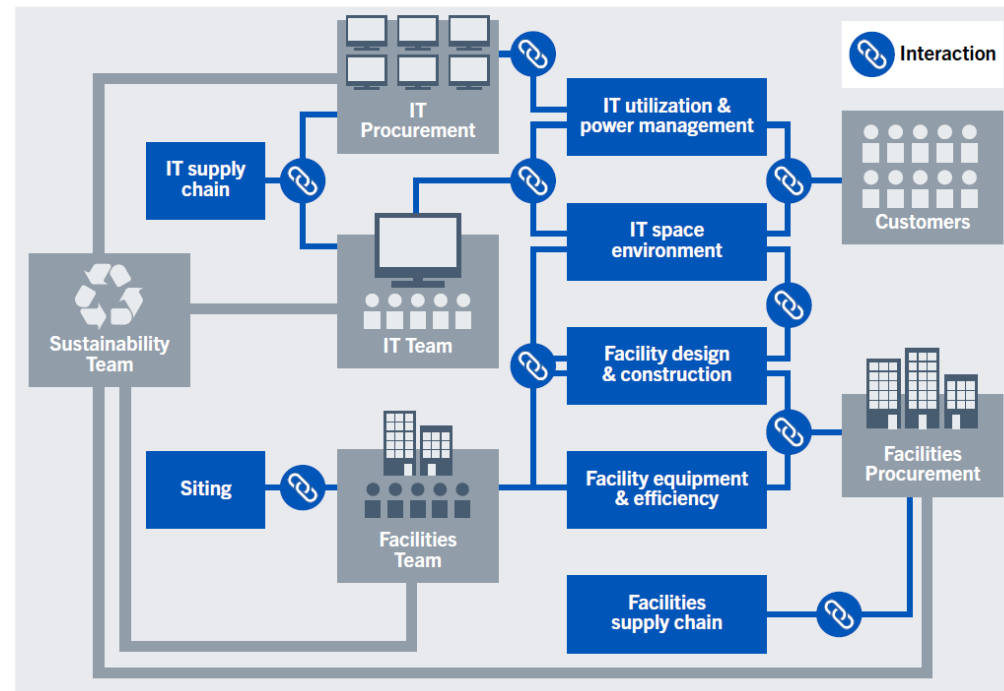 Interaction
IT
Procurement
IT utilization &
power management
IT supply
chain
Customers
IT space
environment
Sustainability
Team
IT Team
Facility design
& construction
Facilities
Procurement
Siting
Facility equipment
& efficiency
Facilities
Team
Facilities
supply chain